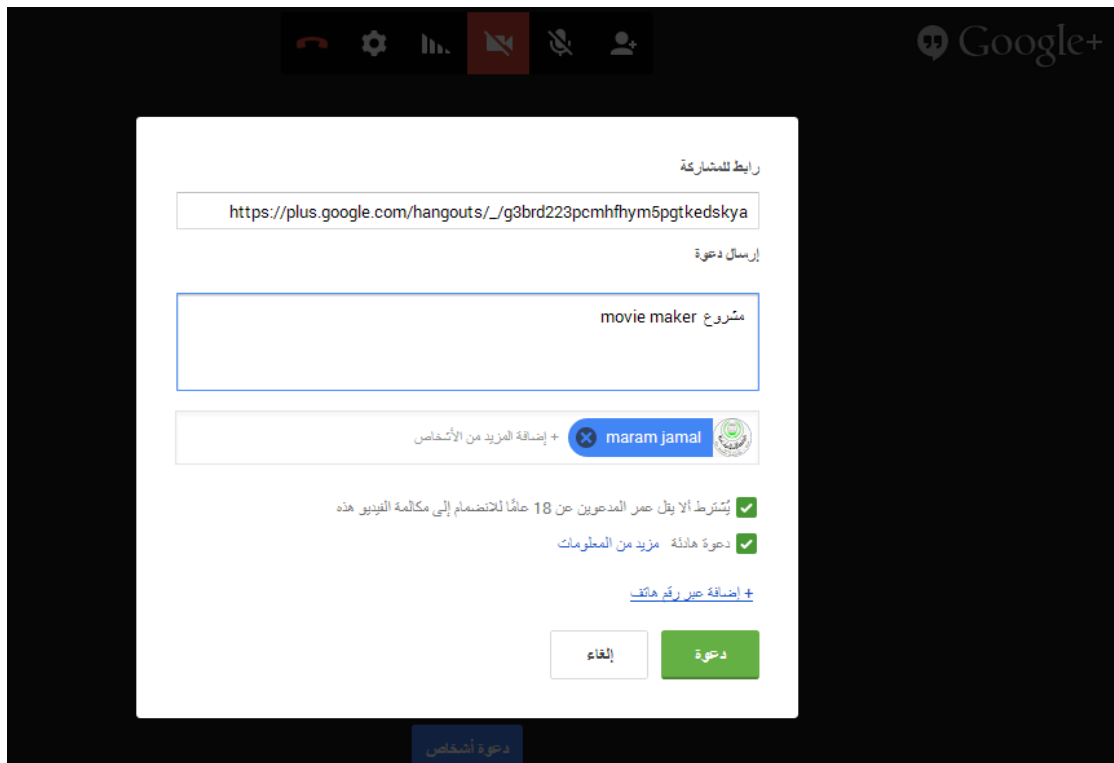 Google+
رابط للمشاركة
https://plus.google.com/hangouts/_/g3brd223pcmhfhym5pgtkedskya
إرسال دعوة
مشروع movie maker
maram jamal + إضافة المزيد من الأشخاص
يُشترط ألا يقل عمر المدعوين عن 18 عامًا للانضمام إلى مكالمة الفيديو هذه
دعوة هادئة مزيد من المعلومات
+ إضافة عبر رقم هاتف
دعوة إلغاء
دعوة أشخاص